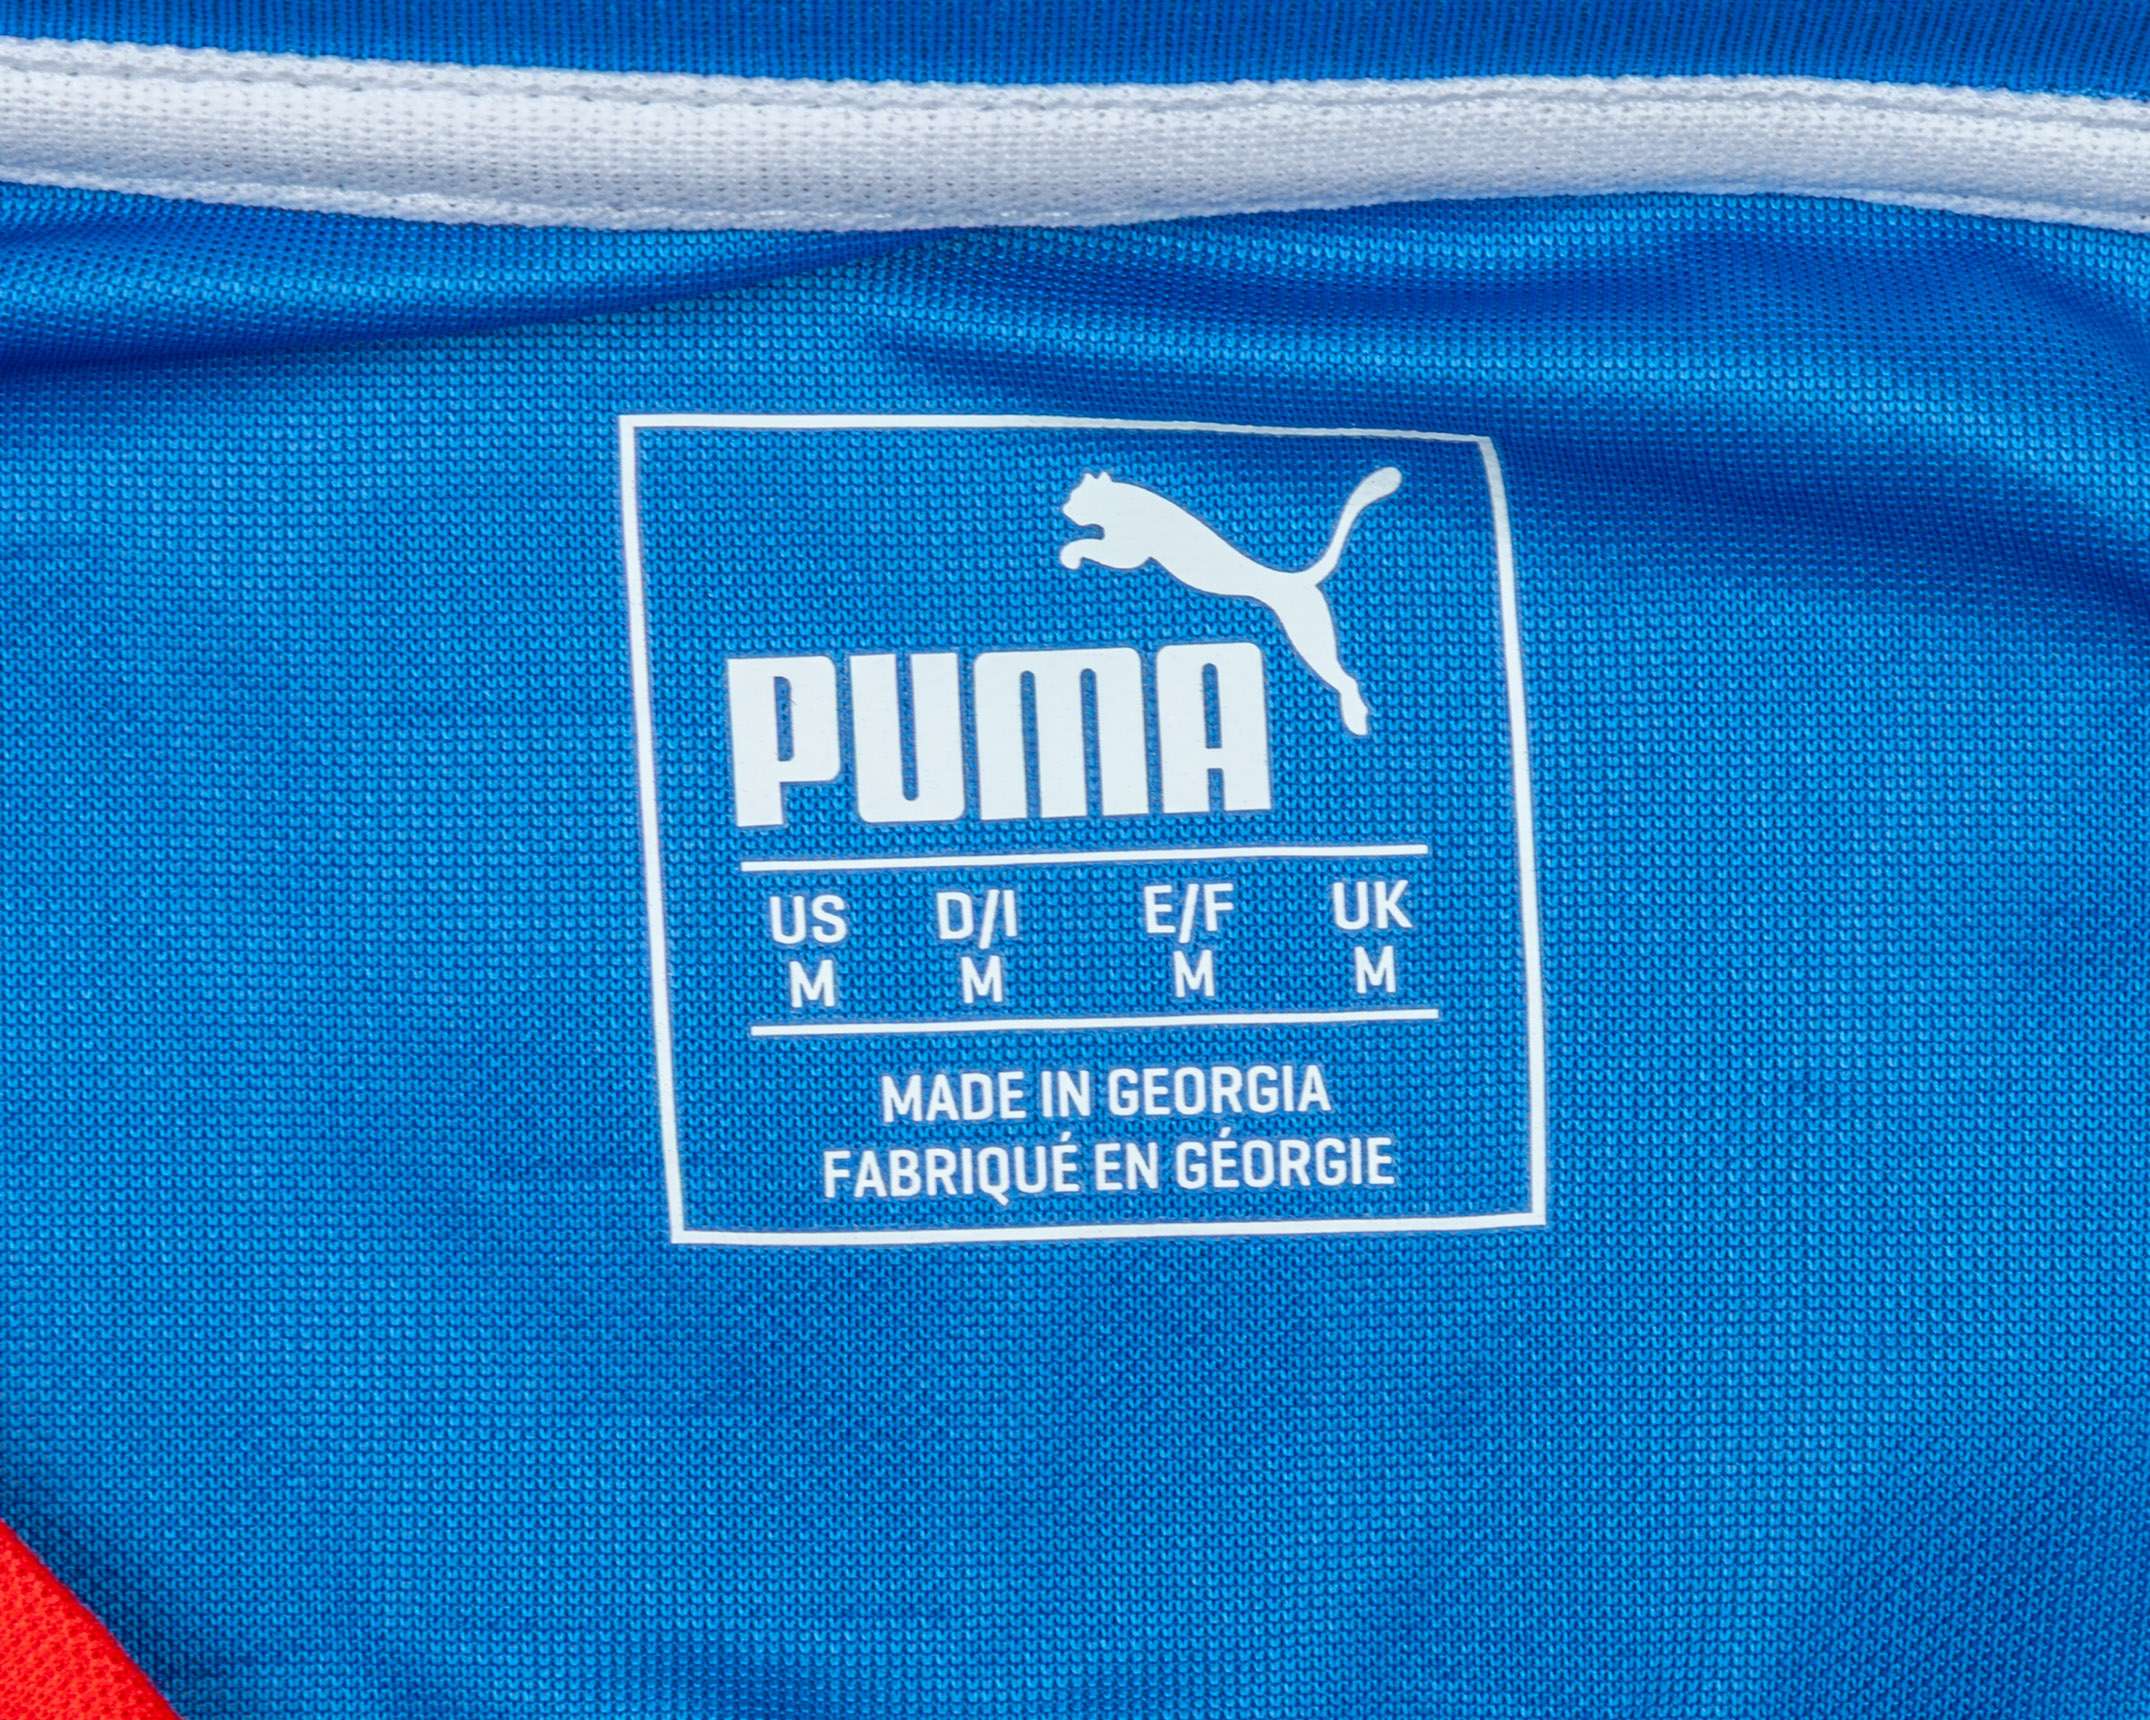 PUMA
US D/I E/F UK
M M M M
MADE IN GEORGIA
FABRIQUÉ EN GÉORGIE